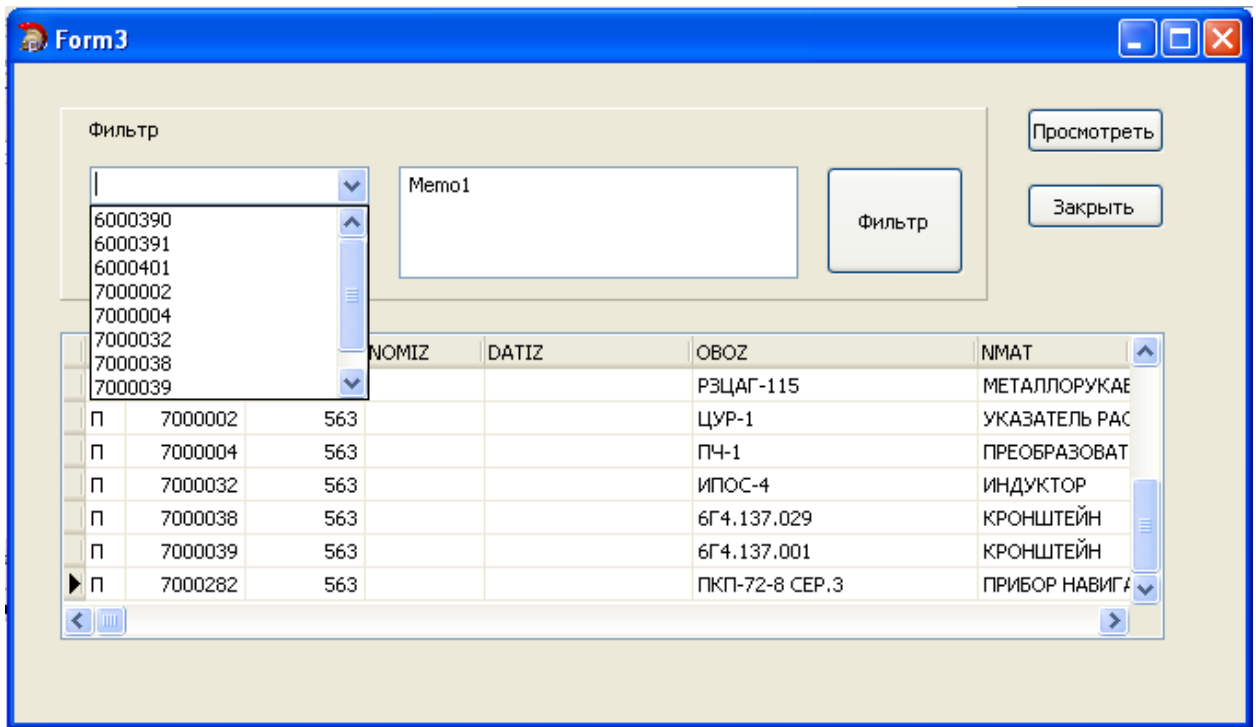 Form3
Просмотреть
Фильтр
Memo1
Фильтр
Закрыть
6000390
6000391
6000401
7000002
7000004
7000032
7000038
7000039
NOMIZ DATIZ OBOZ NMAT
РЗЦАГ-115 МЕТАЛЛОРУКАВ
П 7000002 563 ЦУР-1 УКАЗАТЕЛЬ РАС
П 7000004 563 ПЧ-1 ПРЕОБРАЗОВАТ
П 7000032 563 ИПОС-4 ИНДУКТОР
П 7000038 563 6Г4.137.029 КРОНШТЕЙН
П 7000039 563 6Г4.137.001 КРОНШТЕЙН
П 7000282 563 ПКП-72-8 СЕР.3 ПРИБОР НАВИГА